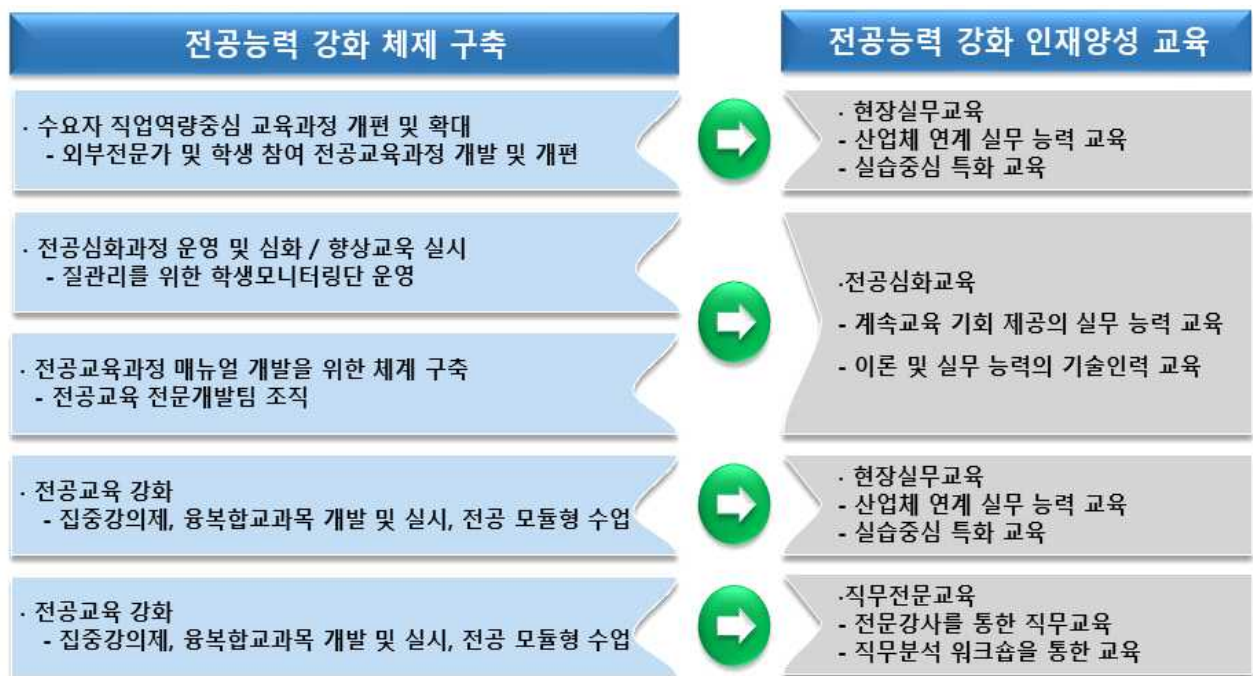 전공능력 강화 체제 구축
전공능력 강화 인재양성 교육
· 수요자 직업역량중심 교육과정 개편 및 확대
- 외부전문가 및 학생 참여 전공교육과정 개발 및 개편
· 현장실무교육
- 산업체 연계 실무 능력 교육
- 실습중심 특화 교육
· 전공심화과정 운영 및 심화 / 향상교욱 실시
- 질관리를 위한 학생모니터링단 운영
· 전공교육과정 매뉴얼 개발을 위한 체계 구축
- 전공교육 전문개발팀 조직
·전공심화교육
- 계속교육 기회 제공의 실무 능력 교육
- 이론 및 실무 능력의 기술인력 교육
· 전공교육 강화
- 집중강의제, 융복합교과목 개발 및 실시, 전공 모듈형 수업
· 현장실무교육
- 산업체 연계 실무 능력 교육
- 실습중심 특화 교육
· 전공교육 강화
- 집중강의제, 융복합교과목 개발 및 실시, 전공 모듈형 수업
·직무전문교육
- 전문강사를 통한 직무교육
- 직무분석 워크숍을 통한 교육